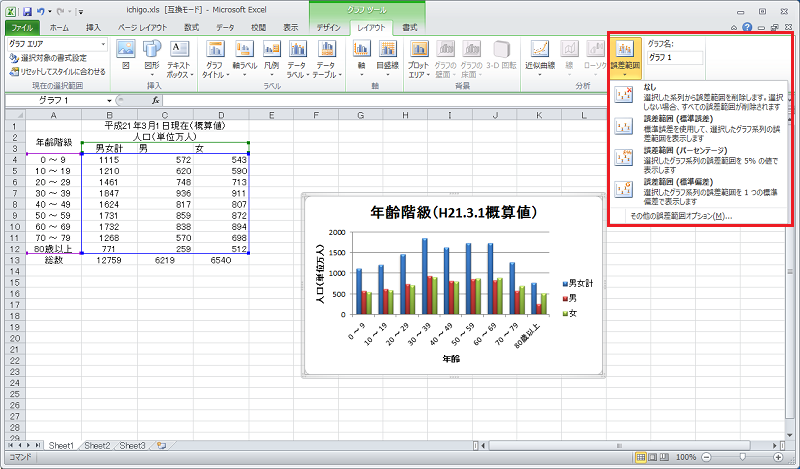 ichigo.xls [互換モード] - Microsoft Excel
グラフ ツール
ファイル ホーム 挿入 ページ レイアウト 数式 データ 校閲 表示 デザイン レイアウト 書式
グラフ エリア
選択対象の書式設定
リセットしてスタイルに合わせる
現在の選択範囲
図 図形 テキスト ボックス
挿入
グラフ タイトル 軸ラベル 凡例 データ ラベル データ テーブル
ラベル
軸 目盛線
軸
プロット エリア グラフの 壁面 グラフの 床面 3-D 回転
背景
近似曲線 線 ローソク 誤差範囲
分析
グラフ名:
グラフ 1
なし
選択した系列から誤差範囲を削除します。選択
しない場合、すべての誤差範囲が削除されます
誤差範囲 (標準誤差)
標準誤差を使用して、選択したグラフ系列の誤
差範囲を表示します
誤差範囲 (パーセンテージ)
選択したグラフ系列の誤差範囲を 5% の値で
表示します
誤差範囲 (標準偏差)
選択したグラフ系列の誤差範囲を 1 つの標準
偏差で表示します
その他の誤差範囲オプション(M)...
グラフ 1 fx
A B C D E F G H I J K L
1 平成21年3月1日現在(概算値)
2 年齢階級 人口(単位万人)
3 男女計 男 女
4 0 ～ 9 1115 572 543
5 10 ～ 19 1210 620 590
6 20 ～ 29 1461 748 713
7 30 ～ 39 1847 936 911
8 40 ～ 49 1624 817 807
9 50 ～ 59 1731 859 872
10 60 ～ 69 1732 838 894
11 70 ～ 79 1268 570 698
12 80歳以上 771 259 512
13 総数 12759 6219 6540
14
15
16
17
18
19
20
21
22
23
24
25
26
27
28
29
年齢階級(H21.3.1概算値)
人口(単位万人)
2000
1500
1000
500
0
0 ～ 9 10 ～ 19 20 ～ 29 30 ～ 39 40 ～ 49 50 ～ 59 60 ～ 69 70 ～ 79 80歳以上
年齢
男女計
男
女
Sheet1 Sheet2 Sheet3
コマンド
100%